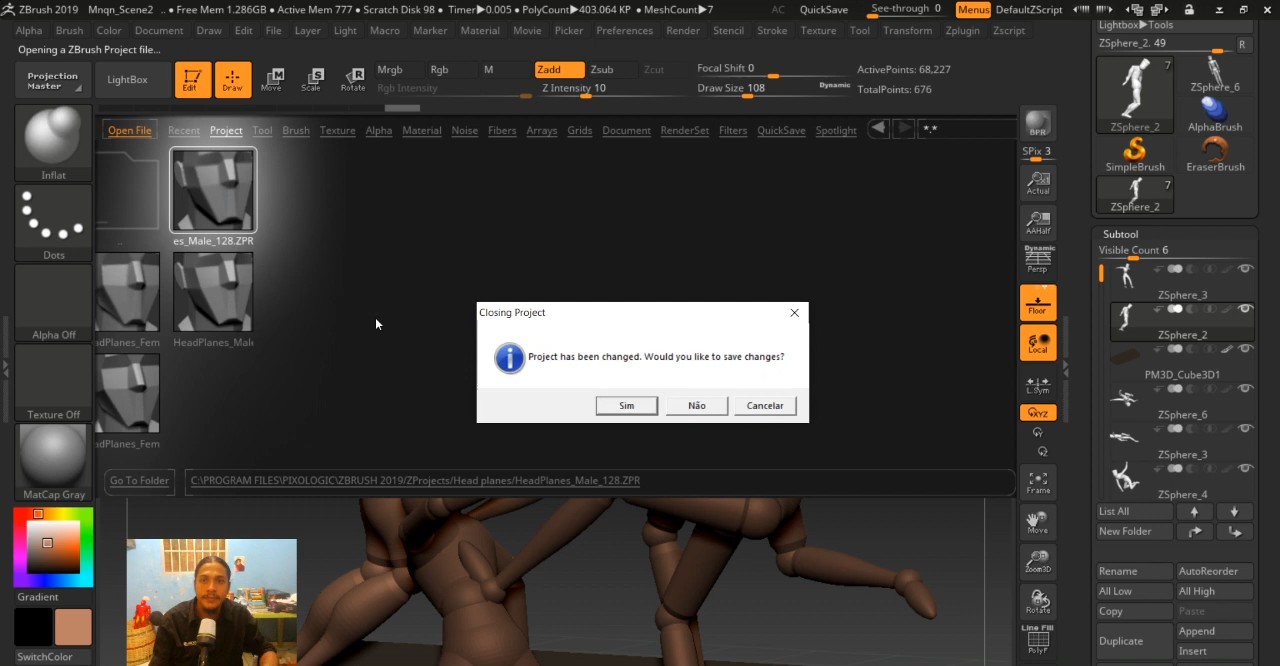 ZBrush 2019 Mnqn_Scene2 .. • Free Mem 1.286GB • Active Mem 777 • Scratch Disk 98 • Timer▶0.005 • PolyCount▶403.064 KP • MeshCount▶7 AC QuickSave See-through 0 Menus DefaultZScript
Alpha Brush Color Document Draw Edit File Layer Light Macro Marker Material Movie Picker Preferences Render Stencil Stroke Texture Tool Transform Zplugin Zscript
Opening a ZBrush Project file...
Projection Master
LightBox
Edit
Draw
Move
Scale
Rotate
Mrgb Rgb M
Rgb Intensity
Zadd Zsub Zcut
Z Intensity 10
Focal Shift 0
Draw Size 108
Dynamic
ActivePoints: 68,227
TotalPoints: 676
Open File Recent Project Tool Brush Texture Alpha Material Noise Fibers Arrays Grids Document RenderSet Filters QuickSave Spotlight *.*
es_Male_128.ZPR
adPlanes_Fem
HeadPlanes_Male
adPlanes_Fem
Go To Folder
C:\PROGRAM FILES\PIXOLOGIC\ZBRUSH 2019/ZProjects/Head planes/HeadPlanes_Male_128.ZPR
Closing Project
Project has been changed. Would you like to save changes?
Sim
Não
Cancelar
Inflat
Dots
Alpha Off
Texture Off
MatCap Gray
Gradient
SwitchColor
BPR
SPix 3
Actual
AAHalf
Dynamic
Persp
Floor
Local
L.Sym
XYZ
Frame
Move
Zoom3D
Rotate
Line Fill
PolyF
Lightbox▶Tools
ZSphere_2. 49
R
7
ZSphere_2
ZSphere_6
AlphaBrush
SimpleBrush
EraserBrush
7
ZSphere_2
Subtool
Visible Count 6
ZSphere_3
ZSphere_2
PM3D_Cube3D1
ZSphere_6
ZSphere_3
ZSphere_4
List All
New Folder
Rename
AutoReorder
All Low
All High
Copy
Paste
Duplicate
Append
Insert